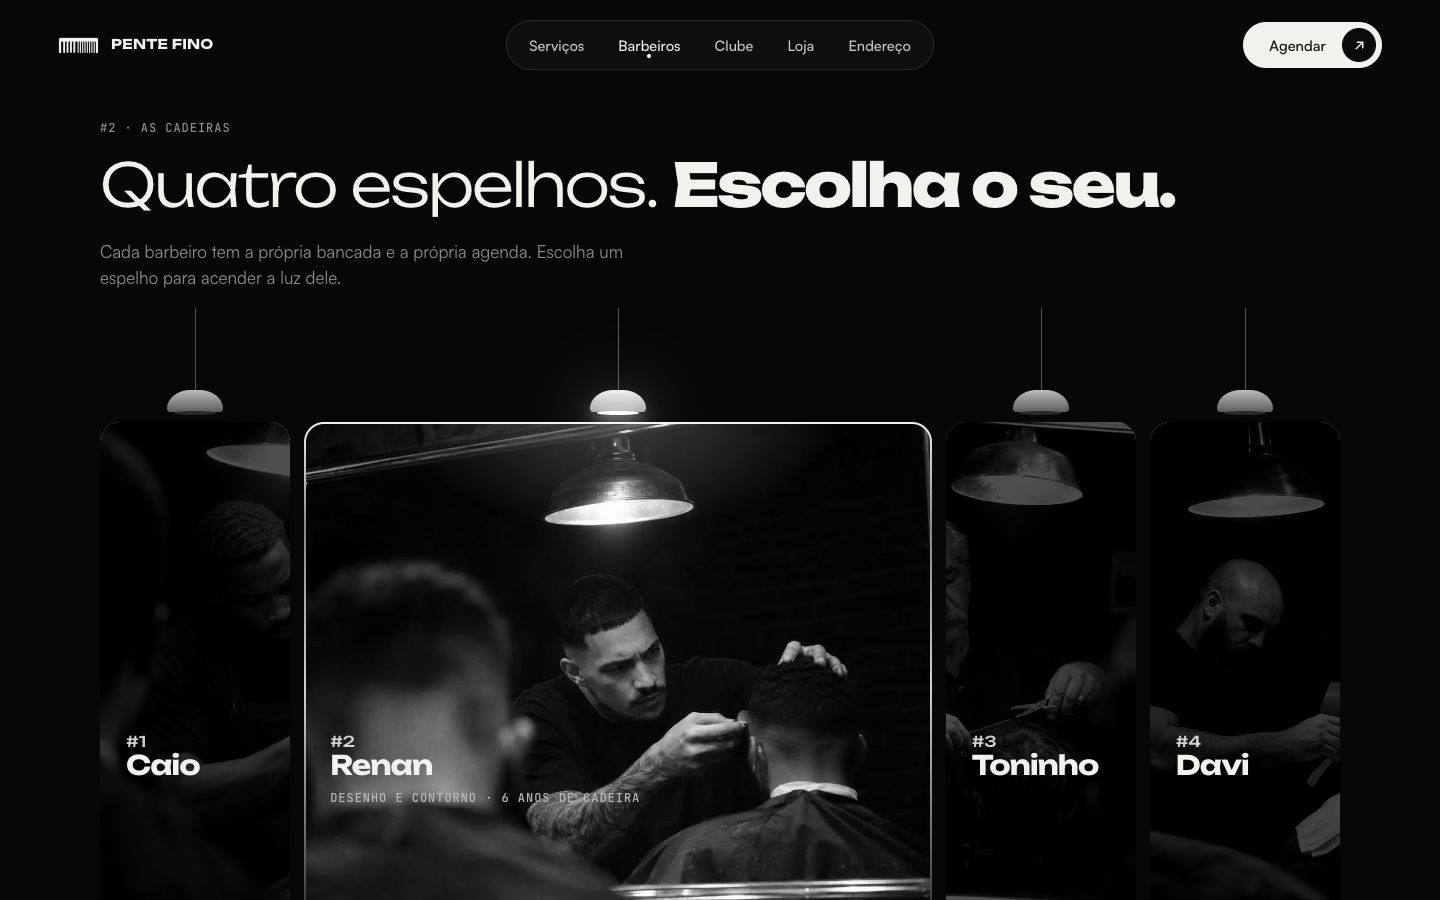 PENTE FINO
Serviços
Barbeiros
Clube
Loja
Endereço
Agendar
#2 · AS CADEIRAS
Quatro espelhos. Escolha o seu.
Cada barbeiro tem a própria bancada e a própria agenda. Escolha um
espelho para acender a luz dele.
#1
Caio
#2
Renan
DESENHO E CONTORNO · 6 ANOS DE CADEIRA
#3
Toninho
#4
Davi